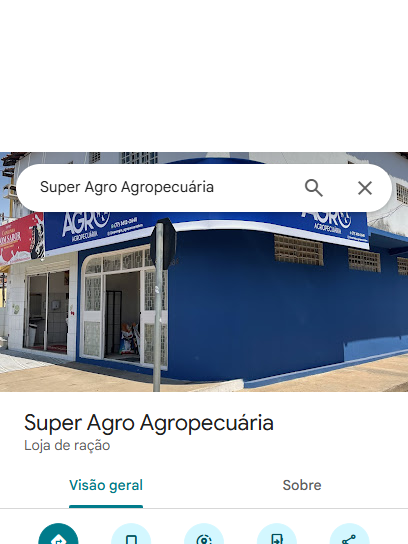 Super Agro Agropecuária
AGRO
AGROPECUÁRIA
AGRO
AGROPECUÁRIA
Super Agro Agropecuária
Loja de ração
Visão geral
Sobre